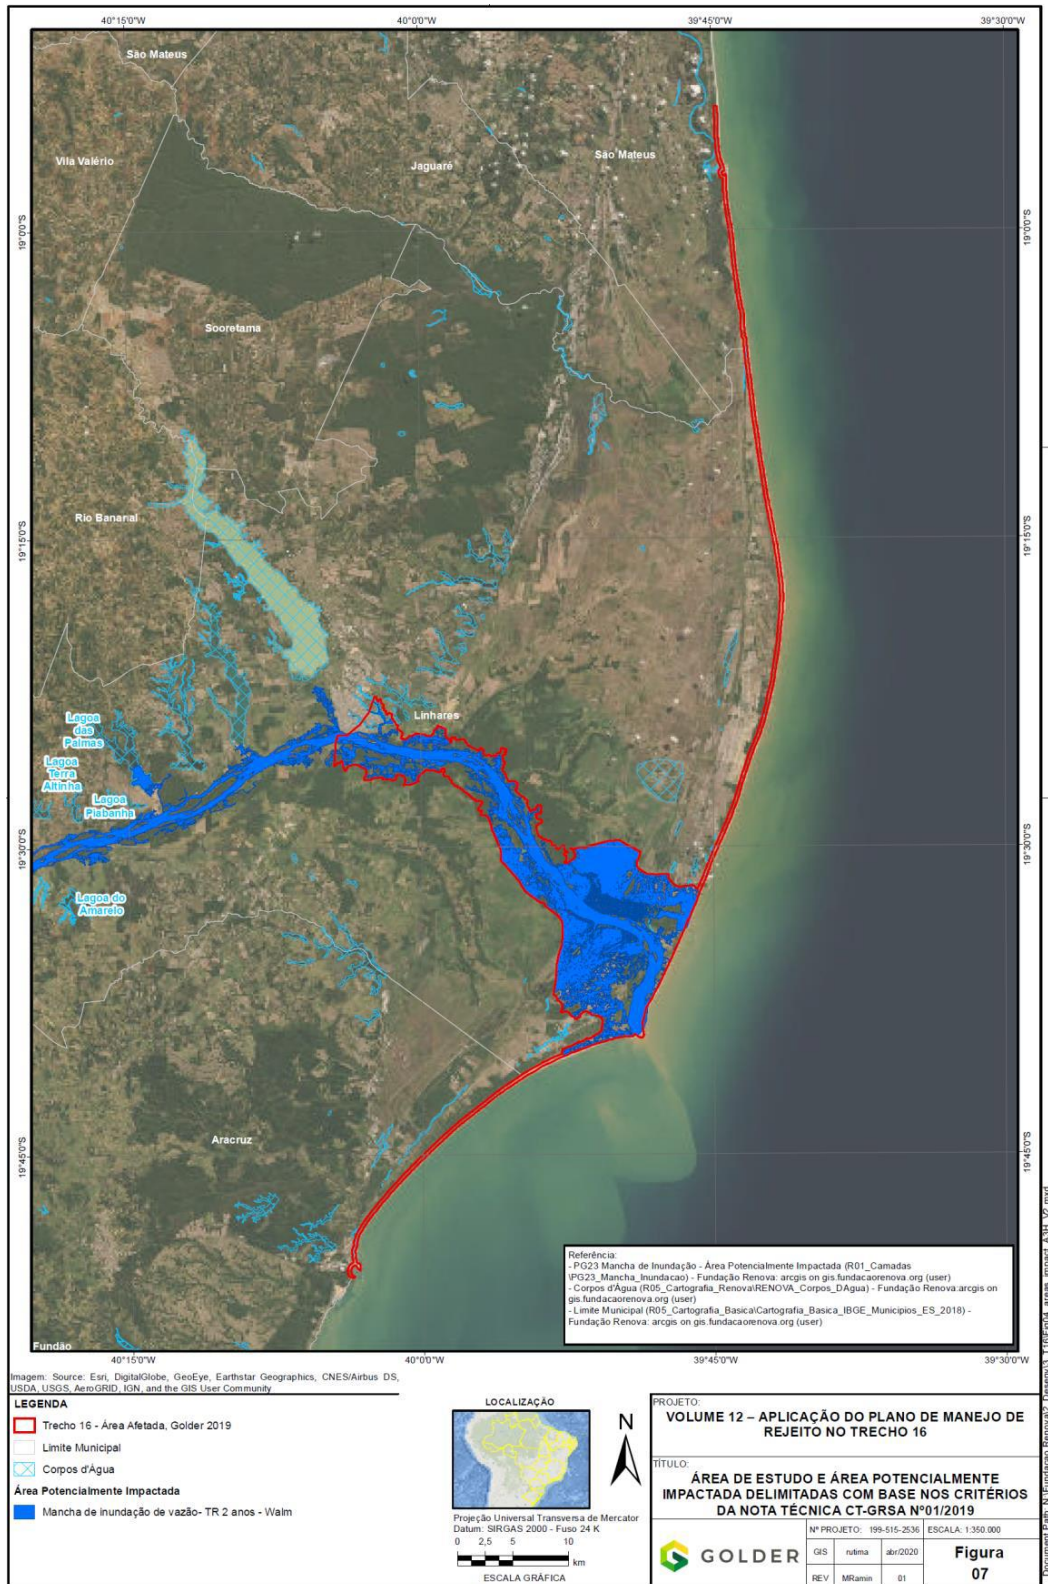 40°15'0"W
40°00'W
39°45'0"W
39°30'0"W
São Mateus
Vila Valério
Jaguaré
São Mateus
19°0'0"S
19°0'0"S
Sooretama
Rio Bananal
19°15'0"S
19°15'0"S
Lagoa
das
Palmas
Linhares
Lagoa
Terra
Altinha
Lagoa
Piabanha
19°30'0"S
19°30'0"S
Lagoa do
Amarelo
19°45'0"S
19°45'0"S
Aracruz
Fundão
Referência:
- PG23 Mancha de Inundação - Área Potencialmente Impactada (R01_Camadas
\PG23_Mancha_Inundacao) - Fundação Renova: arcgis on gis.fundacaorenova.org (user)
- Corpos d'Água (R05_Cartografia_Renova\RENOVA_Corpos_DAgua) - Fundação Renova:arcgis on
gis.fundacaorenova.org (user)
- Limite Municipal (R05_Cartografia_Basica\Cartografia_Basica_IBGE_Municipios_ES_2018) -
Fundação Renova: arcgis on gis.fundacaorenova.org (user)
40°15'0"W
40°0'0"W
39°45'0"W
39°30'0"W
Imagem: Source: Esri, DigitalGlobe, GeoEye, Earthstar Geographics, CNES/Airbus DS,
USDA, USGS, AeroGRID, IGN, and the GIS User Community
LEGENDA
Trecho 16 - Área Afetada, Golder 2019
Limite Municipal
Corpos d'Água
Área Potencialmente Impactada
Mancha de inundação de vazão- TR 2 anos - Walm
LOCALIZAÇÃO
N
Projeção Universal Transversa de Mercator
Datum: SIRGAS 2000 - Fuso 24 K
0 2,5 5 10
km
ESCALA GRÁFICA
PROJETO:
VOLUME 12 – APLICAÇÃO DO PLANO DE MANEJO DE
REJEITO NO TRECHO 16
TÍTULO:
ÁREA DE ESTUDO E ÁREA POTENCIALMENTE
IMPACTADA DELIMITADAS COM BASE NOS CRITÉRIOS
DA NOTA TÉCNICA CT-GRSA Nº01/2019
GOLDER
Nº PROJETO: 199-515-2536
ESCALA: 1:350.000
GIS rutima abr/2020
REV MRamin 01
Figura
07